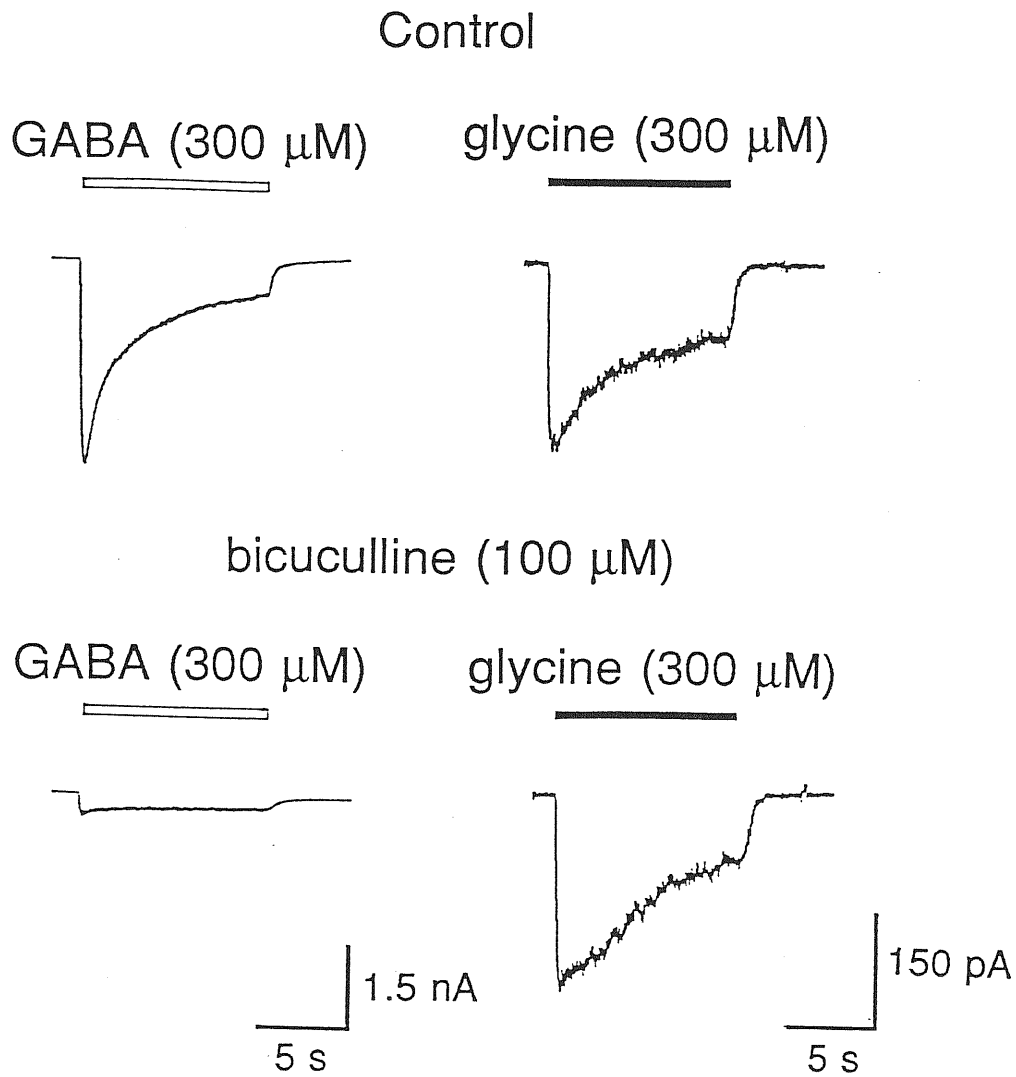 Control
GABA (300 μM) glycine (300 μM)
bicuculline (100 μM)
GABA (300 μM) glycine (300 μM)
1.5 nA
5 s
150 pA
5 s